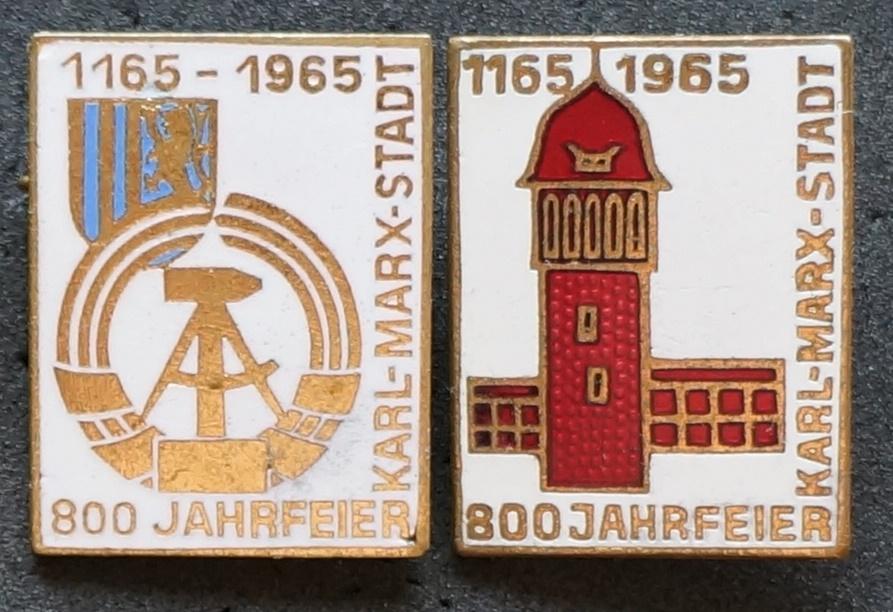 1165 - 1965
KARL-MARX-STADT
800 JAHRFEIER
1165 1965
KARL-MARX-STADT
800 JAHRFEIER